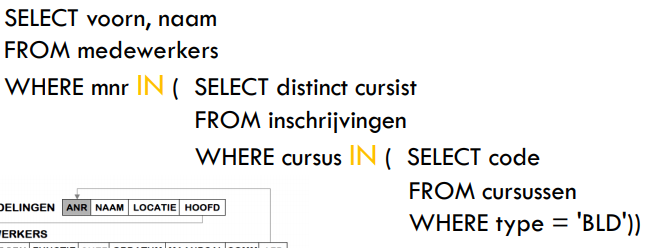 SELECT voorn, naam
FROM medewerkers
WHERE mnr IN ( SELECT distinct cursist
FROM inschrijvingen
WHERE cursus IN ( SELECT code
FROM cursussen
WHERE type = 'BLD'))
DELINGEN ANR NAAM LOCATIE HOOFD
ERKERS